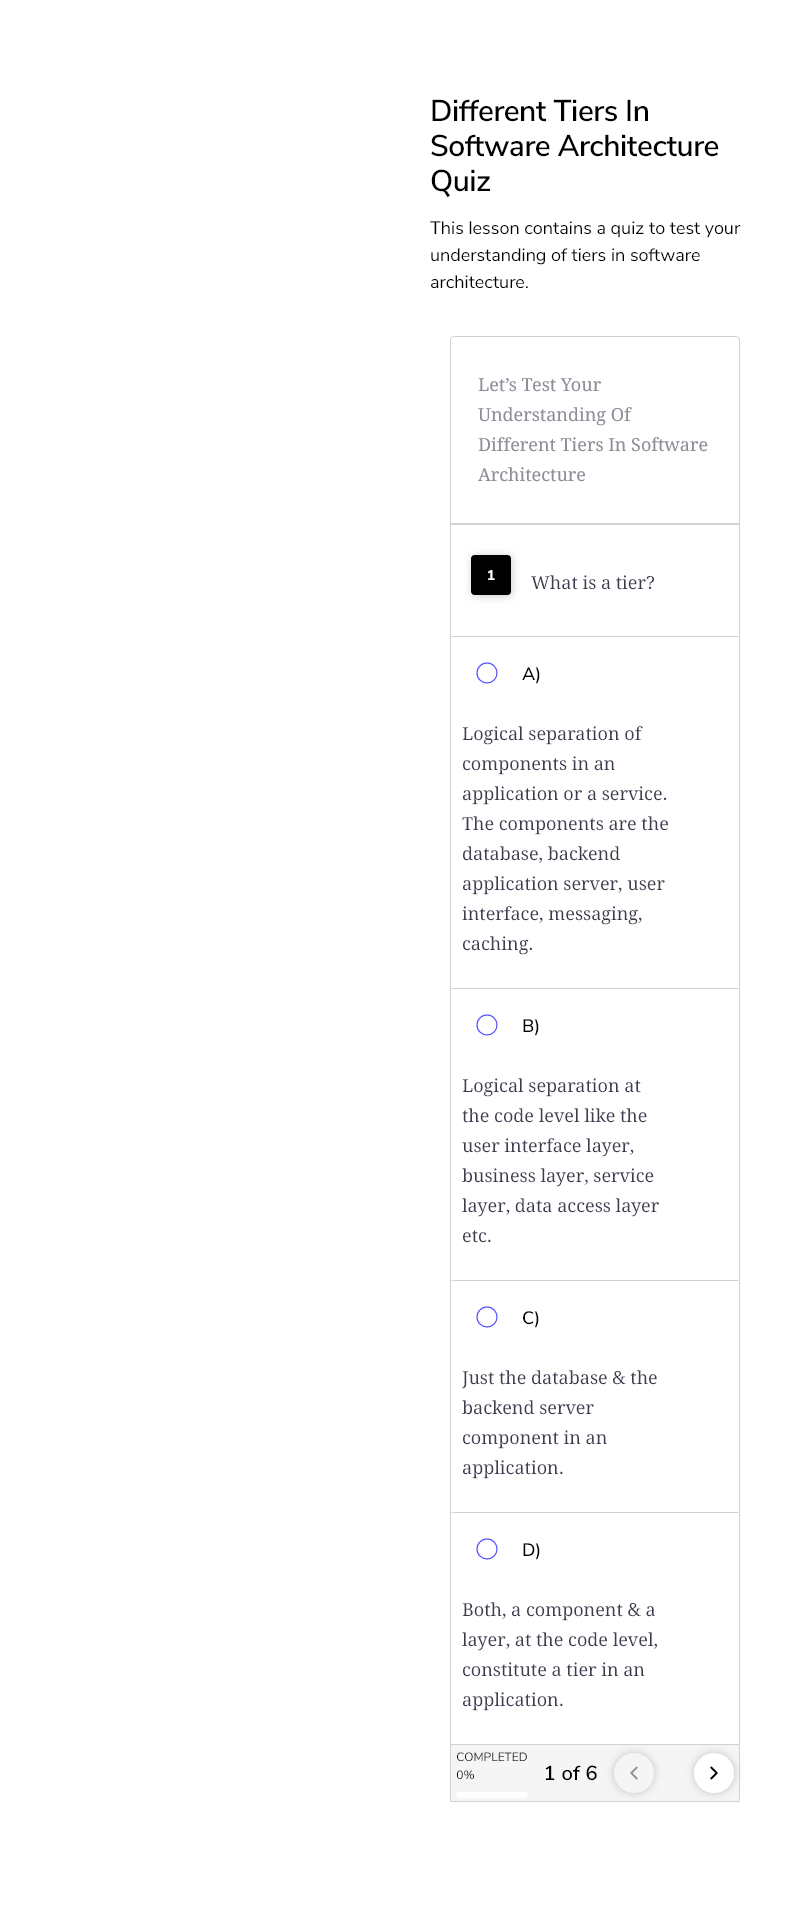 Different Tiers In
Software Architecture
Quiz
This lesson contains a quiz to test your
understanding of tiers in software
architecture.
Let’s Test Your
Understanding Of
Different Tiers In Software
Architecture
1
What is a tier?
A)
Logical separation of
components in an
application or a service.
The components are the
database, backend
application server, user
interface, messaging,
caching.
B)
Logical separation at
the code level like the
user interface layer,
business layer, service
layer, data access layer
etc.
C)
Just the database & the
backend server
component in an
application.
D)
Both, a component & a
layer, at the code level,
constitute a tier in an
application.
COMPLETED
0%
1 of 6